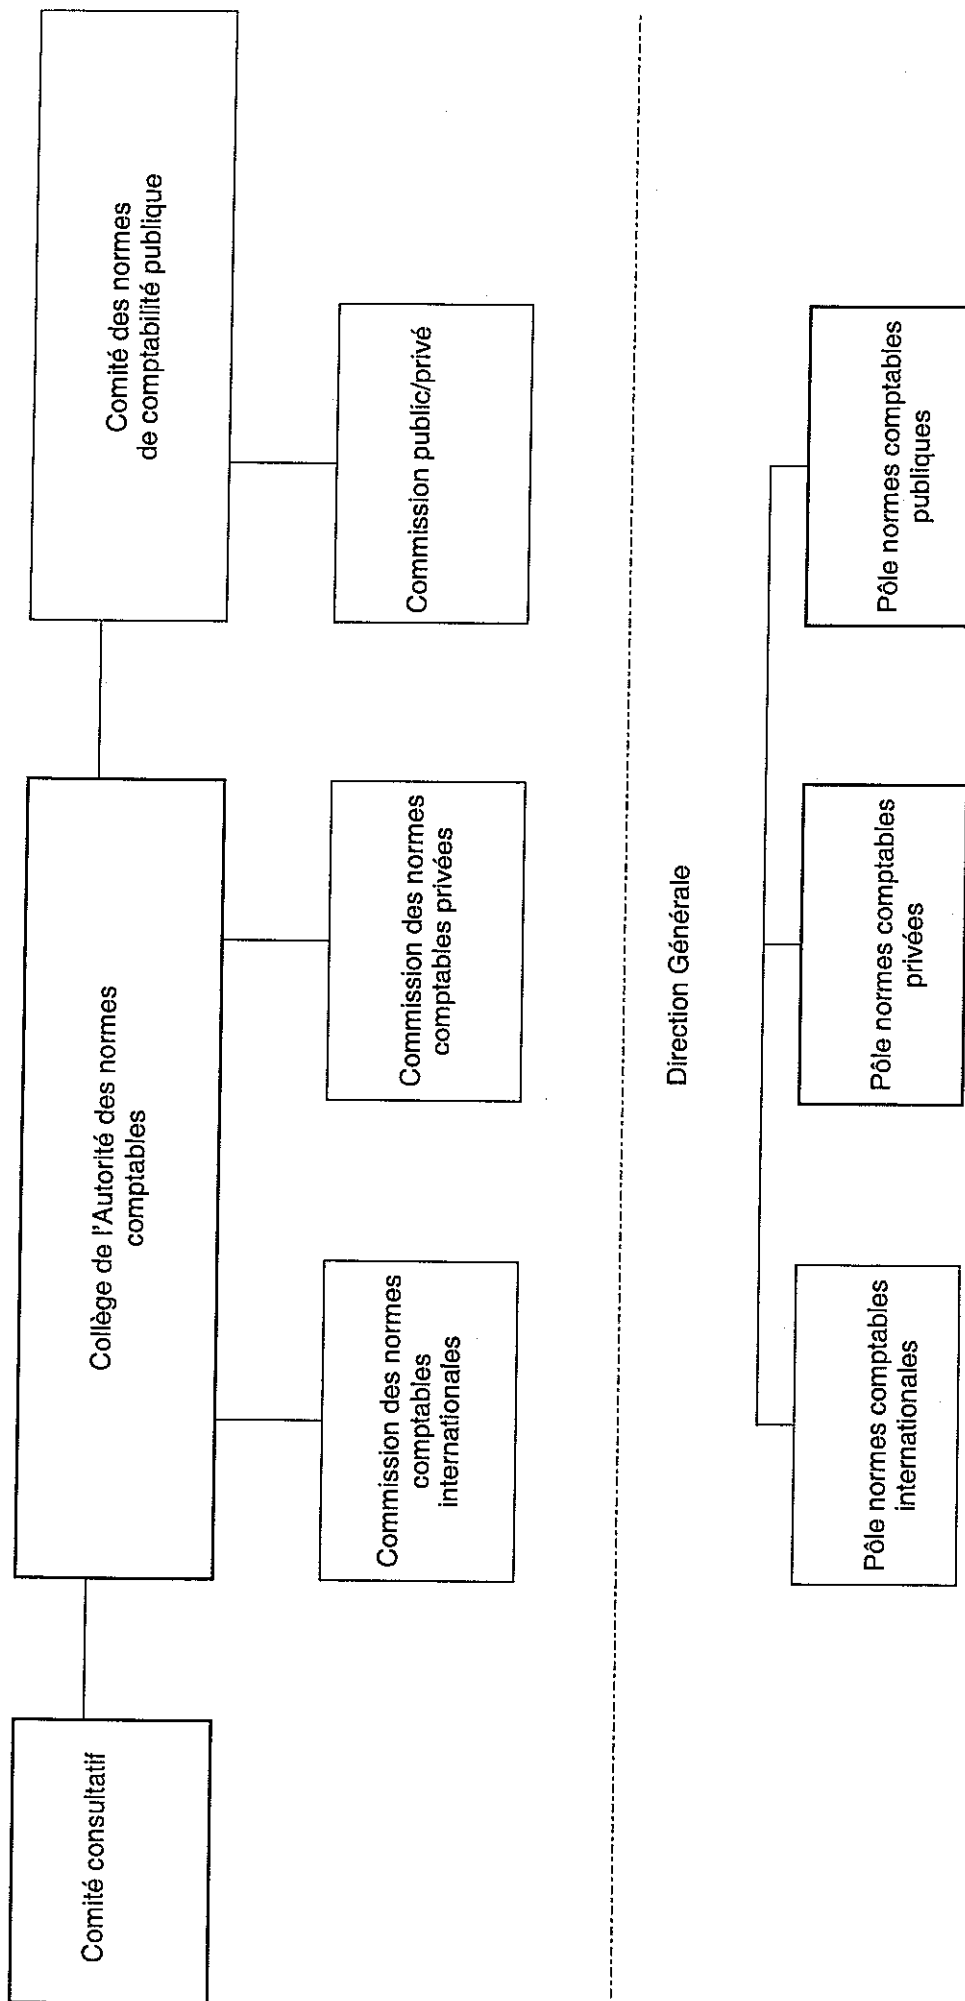 Comité consultatif
Collège de l'Autorité des normes
comptables
Comité des normes
de comptabilité publique
Commission des normes
comptables
internationales
Commission des normes
comptables privées
Commission public/privé
Direction Générale
Pôle normes comptables
internationales
Pôle normes comptables
privées
Pôle normes comptables
publiques